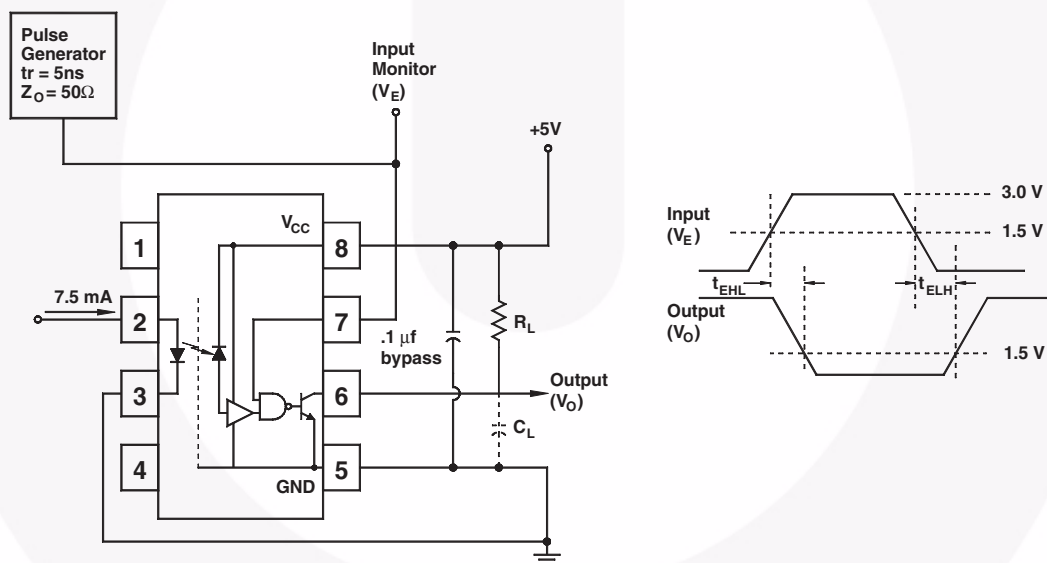 Pulse
Generator
tr = 5ns
ZO = 50Ω
Input
Monitor
(VE)
+5V
VCC
1
8
7.5 mA
2
7
.1 μf
bypass
RL
3
6
Output
(VO)
CL
4
5
GND
3.0 V
Input
(VE)
1.5 V
tEHL
tELH
Output
(VO)
1.5 V